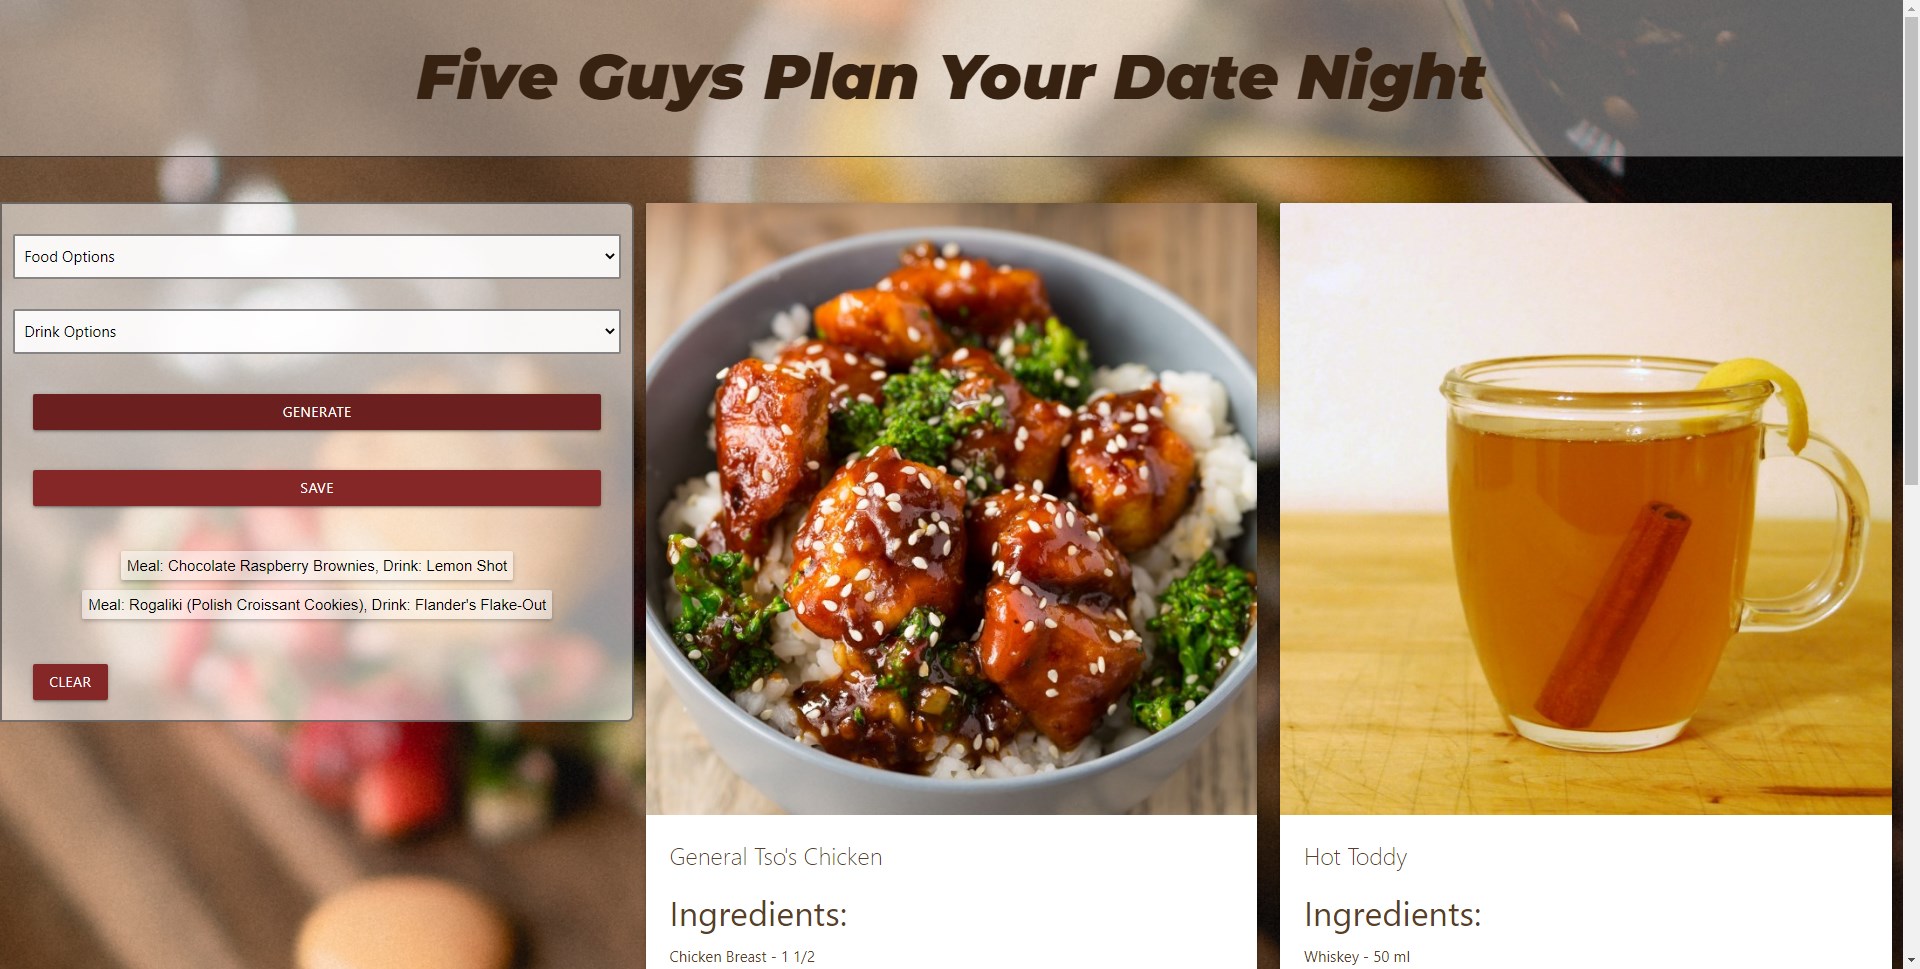 Five Guys Plan Your Date Night
Food Options
Drink Options
GENERATE
SAVE
Meal: Chocolate Raspberry Brownies, Drink: Lemon Shot
Meal: Rogaliki (Polish Croissant Cookies), Drink: Flander's Flake-Out
CLEAR
General Tso's Chicken
Ingredients:
Chicken Breast - 1 1/2
Hot Toddy
Ingredients:
Whiskey - 50 ml